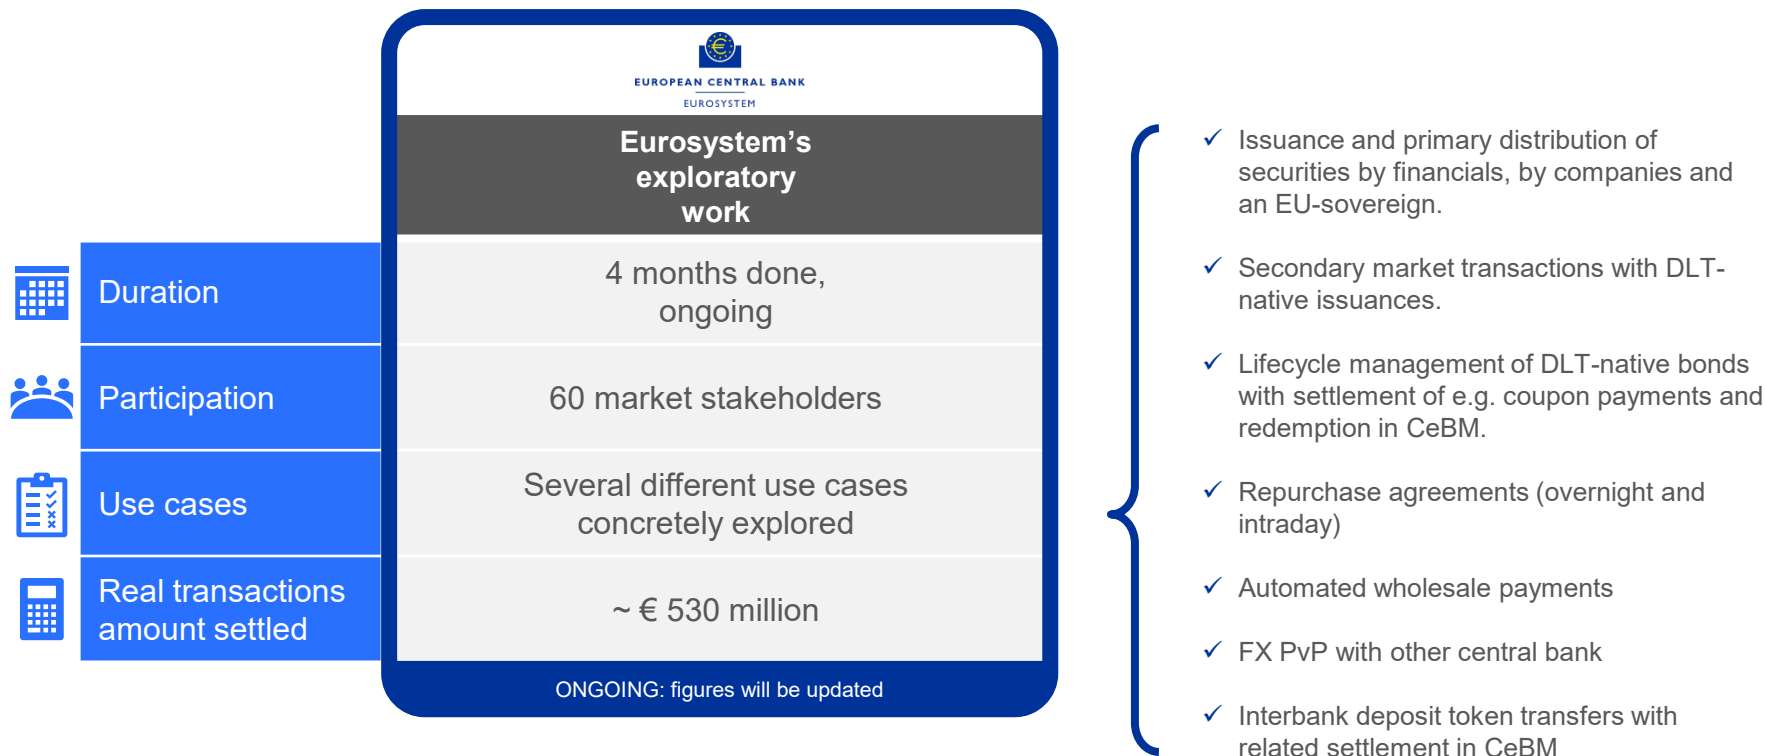 EUROPEAN CENTRAL BANK
EUROSYSTEM
Eurosystem's
exploratory
work
Duration
4 months done,
ongoing
Participation
60 market stakeholders
Use cases
Several different use cases
concretely explored
Real transactions
amount settled
~ € 530 million
ONGOING: figures will be updated
✓ Issuance and primary distribution of
securities by financials, by companies and
an EU-sovereign.
✓ Secondary market transactions with DLT-
native issuances.
✓ Lifecycle management of DLT-native bonds
with settlement of e.g. coupon payments and
redemption in CeBM.
✓ Repurchase agreements (overnight and
intraday)
✓ Automated wholesale payments
✓ FX PvP with other central bank
✓ Interbank deposit token transfers with
related settlement in CeBM